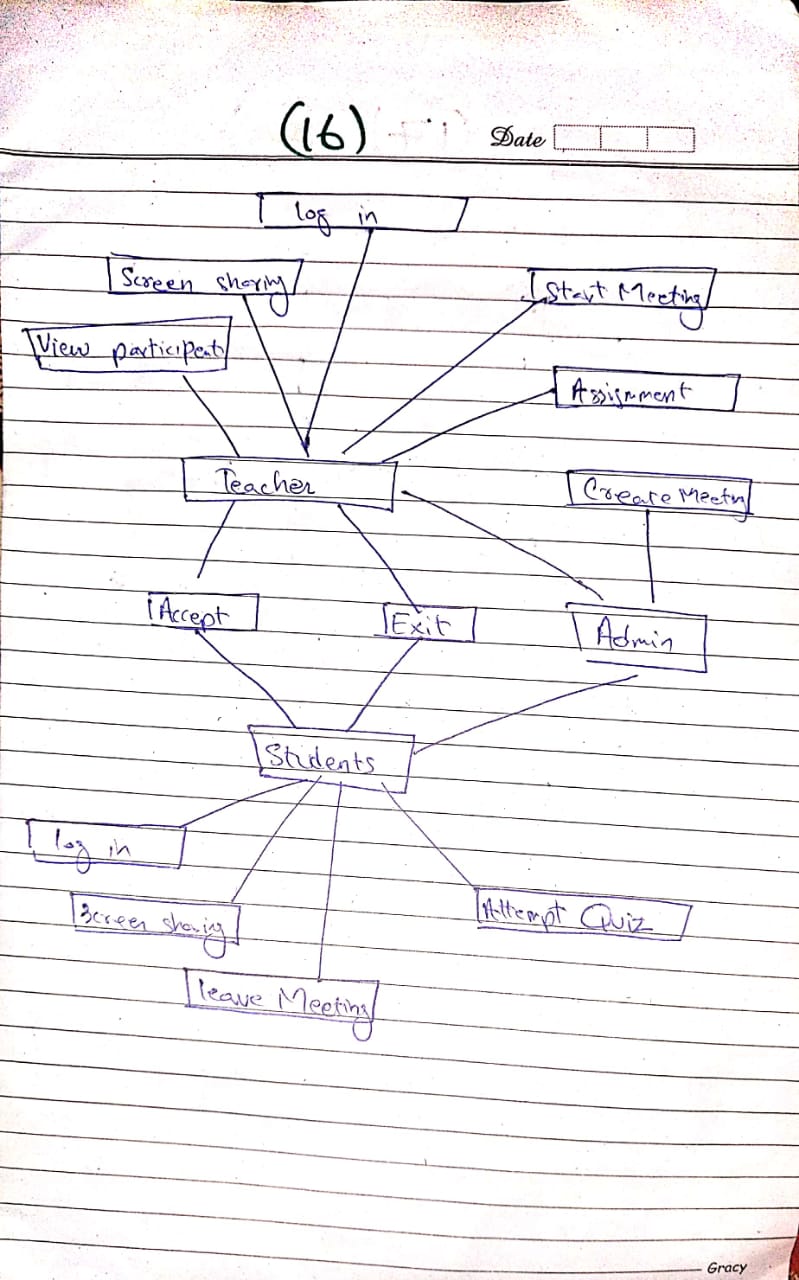 (16)
Date
log in
Screen sharing
Start Meeting
View participents
Assignment
Teacher
Create Meeting
Accept
Exit
Admin
Students
log in
Screen sharing
Attempt Quiz
leave Meeting
Gracy